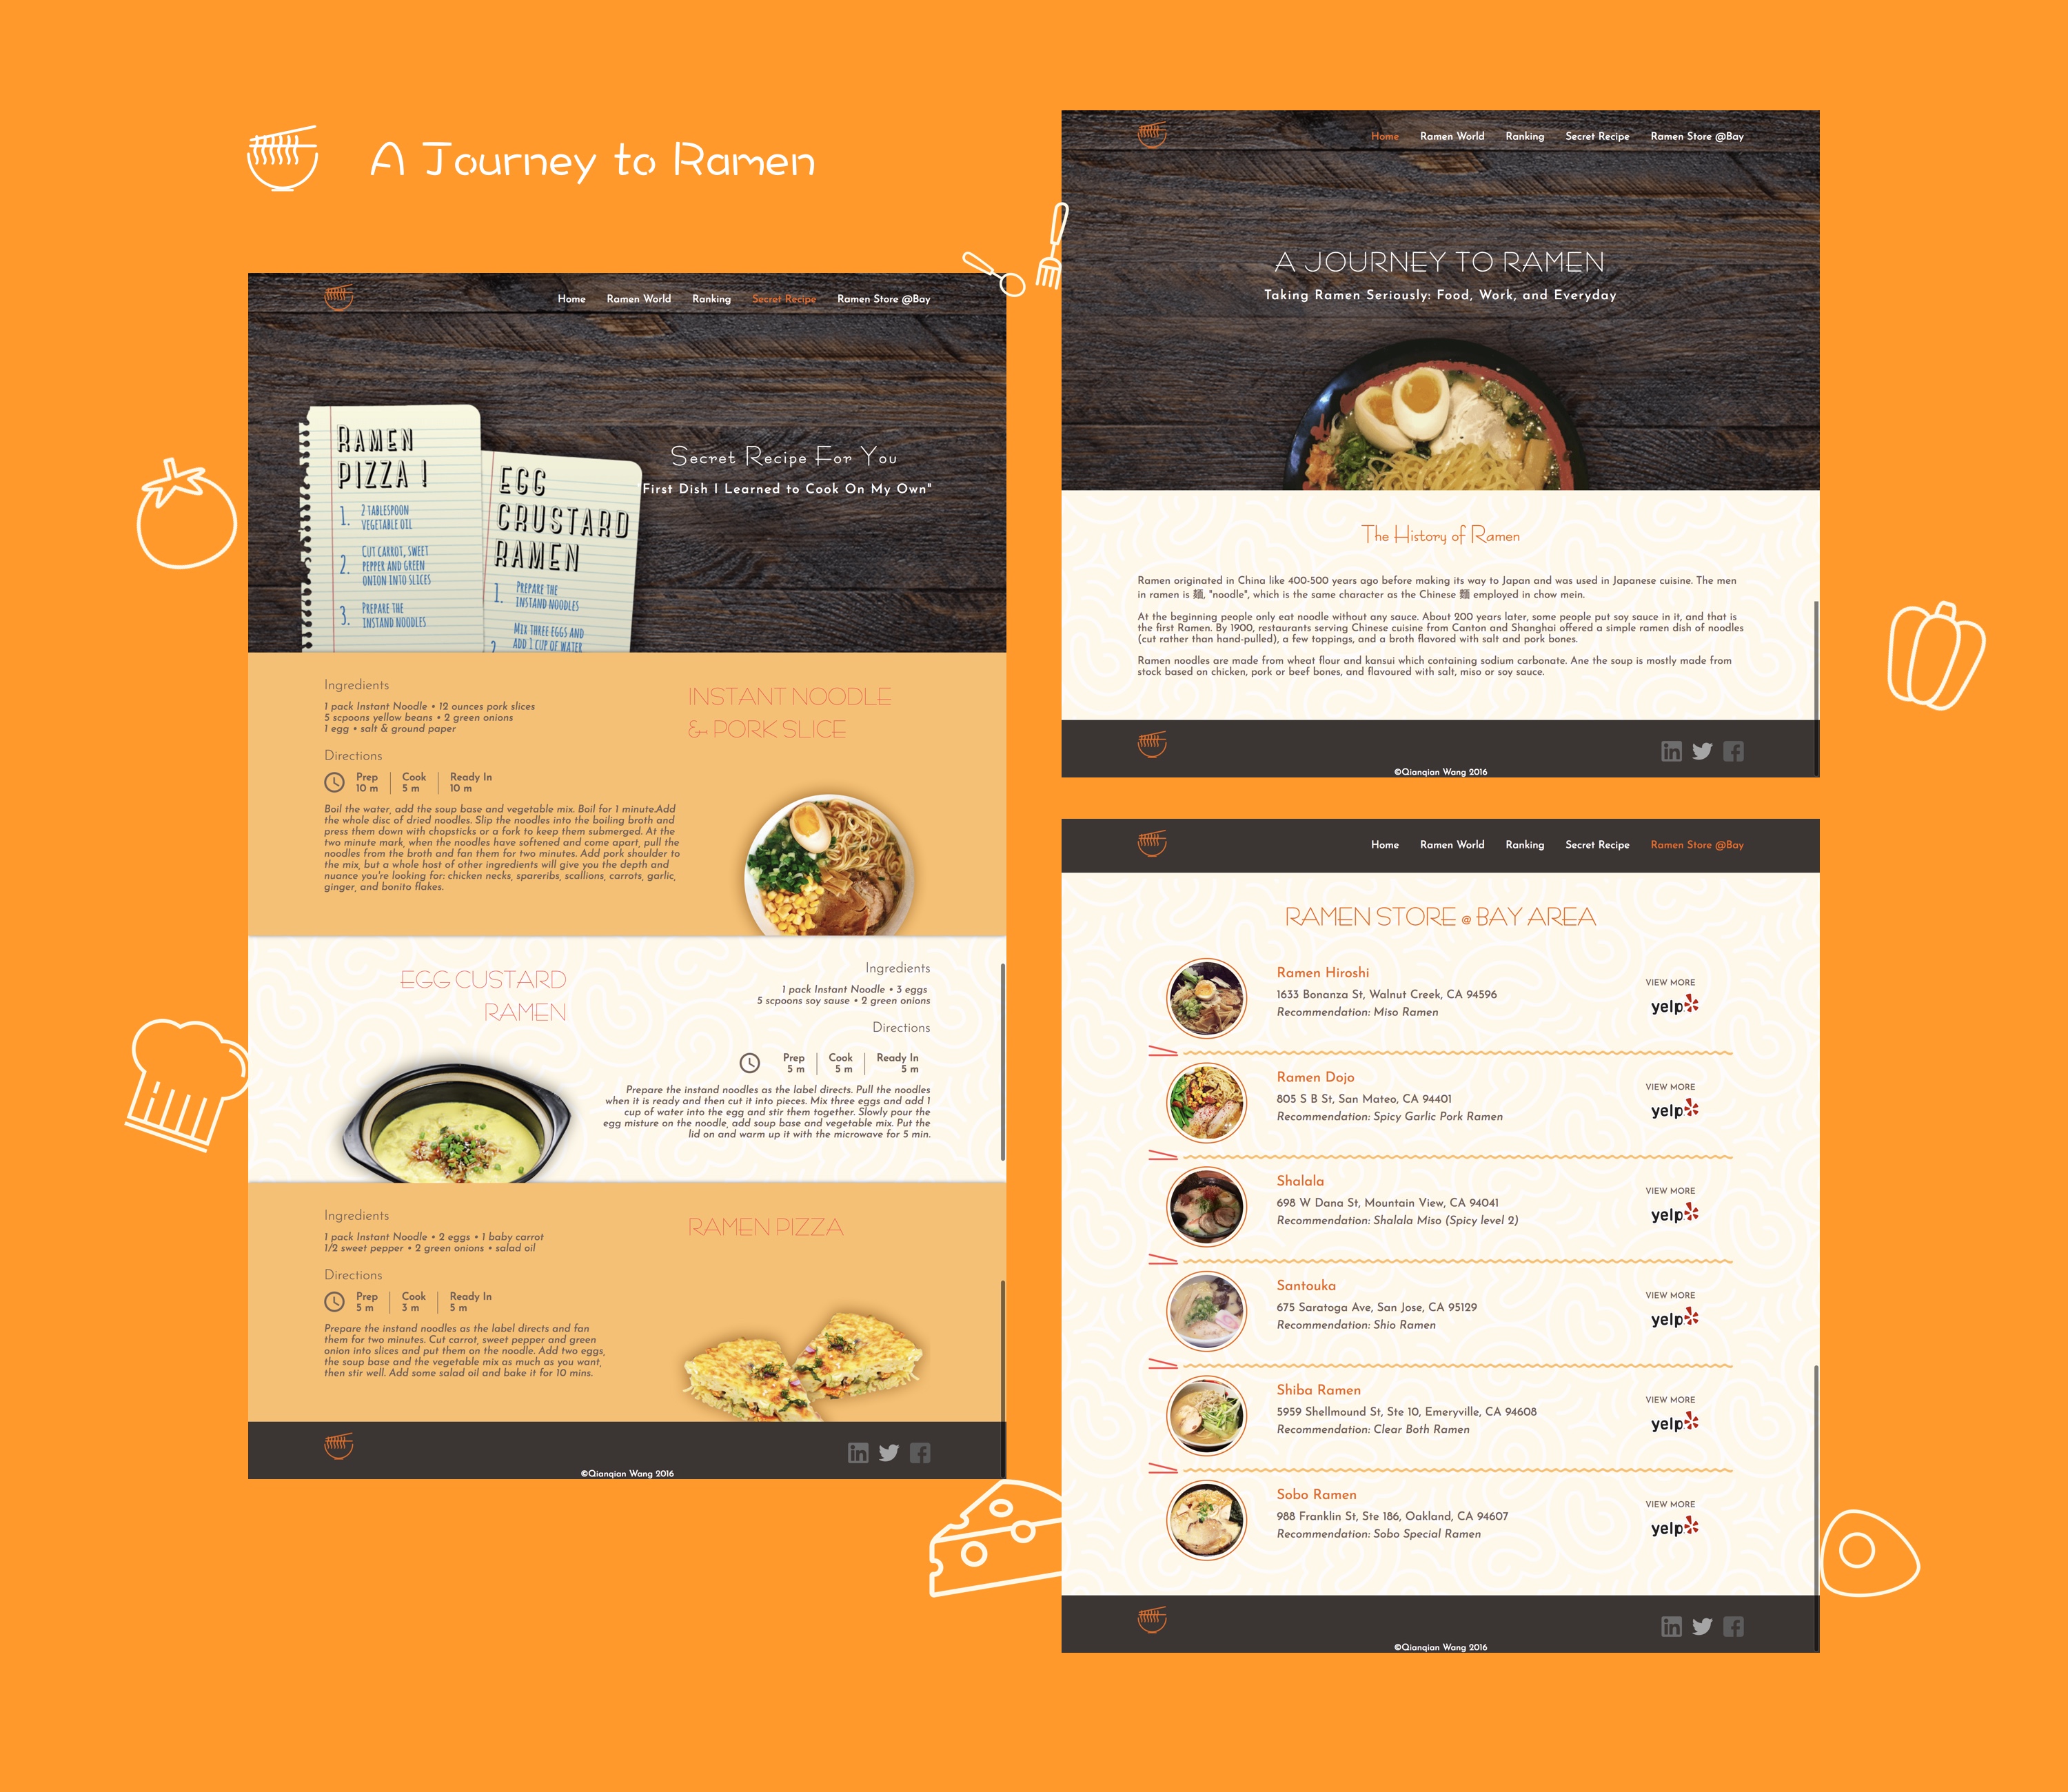 A Journey to Ramen
Home Ramen World Ranking Secret Recipe Ramen Store @Bay
RAMEN
PIZZA !
1. 2 TABLESPOON
VEGETABLE OIL
2. CUT CARROT, SWEET
PEPPER AND GREEN
ONION INTO SLICES
3. PREPARE THE
INSTAND NOODLES
EGG
CRUSTARD
RAMEN
1. PREPARE THE
INSTAND NOODLES
2 MIX THREE EGGS AND
ADD 1 CUP OF WATER
Secret Recipe For You
First Dish I Learned to Cook On My Own"
Ingredients
1 pack Instant Noodle • 12 ounces pork slices
5 scpoons yellow beans • 2 green onions
1 egg • salt & ground paper
Directions
Prep Cook Ready In
10 m 5 m 10 m
Boil the water, add the soup base and vegetable mix. Boil for 1 minute.Add
the whole disc of dried noodles. Slip the noodles into the boiling broth and
press them down with chopsticks or a fork to keep them submerged. At the
two minute mark, when the noodles have softened and come apart, pull the
noodles from the broth and fan them for two minutes. Add pork shoulder to
the mix, but a whole host of other ingredients will give you the depth and
nuance you're looking for: chicken necks, spareribs, scallions, carrots, garlic,
ginger, and bonito flakes.
INSTANT NOODLE
& PORK SLICE
EGG CUSTARD
RAMEN
Ingredients
1 pack Instant Noodle • 3 eggs
5 scpoons soy sause • 2 green onions
Directions
Prep Cook Ready In
5 m 5 m 5 m
Prepare the instand noodles as the label directs. Pull the noodles
when it is ready and then cut it into pieces. Mix three eggs and add 1
cup of water into the egg and stir them together. Slowly pour the
egg misture on the noodle, add soup base and vegetable mix. Put the
lid on and warm up it with the microwave for 5 min.
Ingredients
1 pack Instant Noodle • 2 eggs • 1 baby carrot
1/2 sweet pepper • 2 green onions • salad oil
Directions
Prep Cook Ready In
5 m 3 m 5 m
Prepare the instand noodles as the label directs and fan
them for two minutes. Cut carrot, sweet pepper and green
onion into slices and put them on the noodle. Add two eggs,
the soup base and the vegetable mix as much as you want,
then stir well. Add some salad oil and bake it for 10 mins.
RAMEN PIZZA
©Qianqian Wang 2016
Home Ramen World Ranking Secret Recipe Ramen Store @Bay
A JOURNEY TO RAMEN
Taking Ramen Seriously: Food, Work, and Everyday
The History of Ramen
Ramen originated in China like 400-500 years ago before making its way to Japan and was used in Japanese cuisine. The men
in ramen is 麺, "noodle", which is the same character as the Chinese 麵 employed in chow mein.
At the beginning people only eat noodle without any sauce. About 200 years later, some people put soy sauce in it, and that is
the first Ramen. By 1900, restaurants serving Chinese cuisine from Canton and Shanghai offered a simple ramen dish of noodles
(cut rather than hand-pulled), a few toppings, and a broth flavored with salt and pork bones.
Ramen noodles are made from wheat flour and kansui which containing sodium carbonate. Ane the soup is mostly made from
stock based on chicken, pork or beef bones, and flavoured with salt, miso or soy sauce.
©Qianqian Wang 2016
Home Ramen World Ranking Secret Recipe Ramen Store @Bay
RAMEN STORE @ BAY AREA
Ramen Hiroshi
1633 Bonanza St, Walnut Creek, CA 94596
Recommendation: Miso Ramen
VIEW MORE
yelp
Ramen Dojo
805 S B St, San Mateo, CA 94401
Recommendation: Spicy Garlic Pork Ramen
VIEW MORE
yelp
Shalala
698 W Dana St, Mountain View, CA 94041
Recommendation: Shalala Miso (Spicy level 2)
VIEW MORE
yelp
Santouka
675 Saratoga Ave, San Jose, CA 95129
Recommendation: Shio Ramen
VIEW MORE
yelp
Shiba Ramen
5959 Shellmound St, Ste 10, Emeryville, CA 94608
Recommendation: Clear Both Ramen
VIEW MORE
yelp
Sobo Ramen
988 Franklin St, Ste 186, Oakland, CA 94607
Recommendation: Sobo Special Ramen
VIEW MORE
yelp
©Qianqian Wang 2016